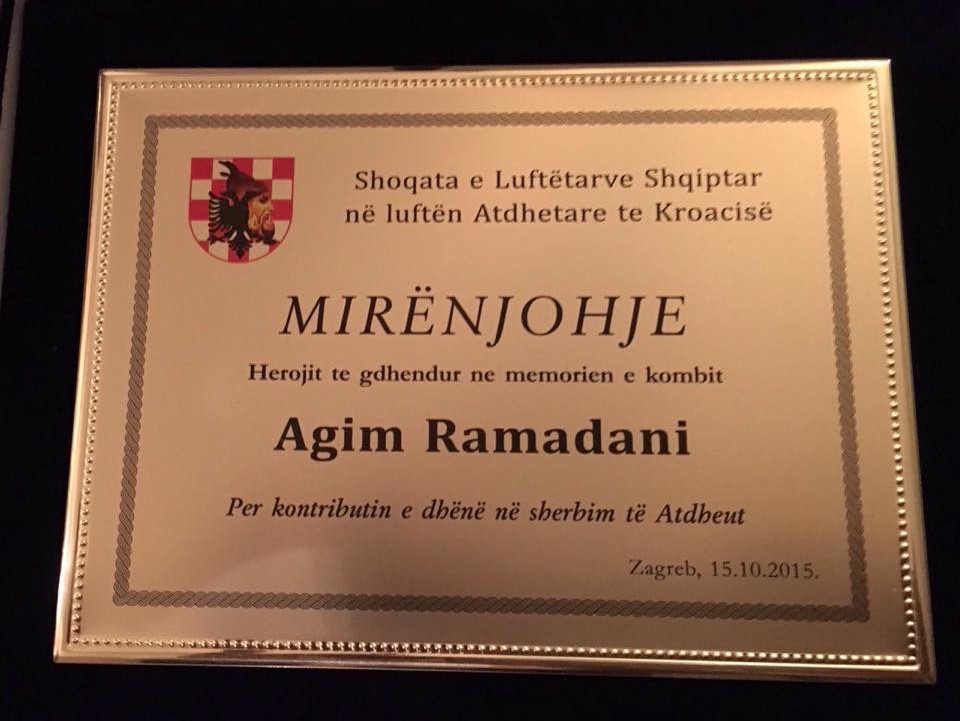 Shoqata e Luftëtarve Shqiptar
në luftën Atdhetare te Kroacisë
MIRËNJOHJE
Herojit te gdhendur ne memorien e kombit
Agim Ramadani
Per kontributin e dhënë në sherbim të Atdheut
Zagreb, 15.10.2015.